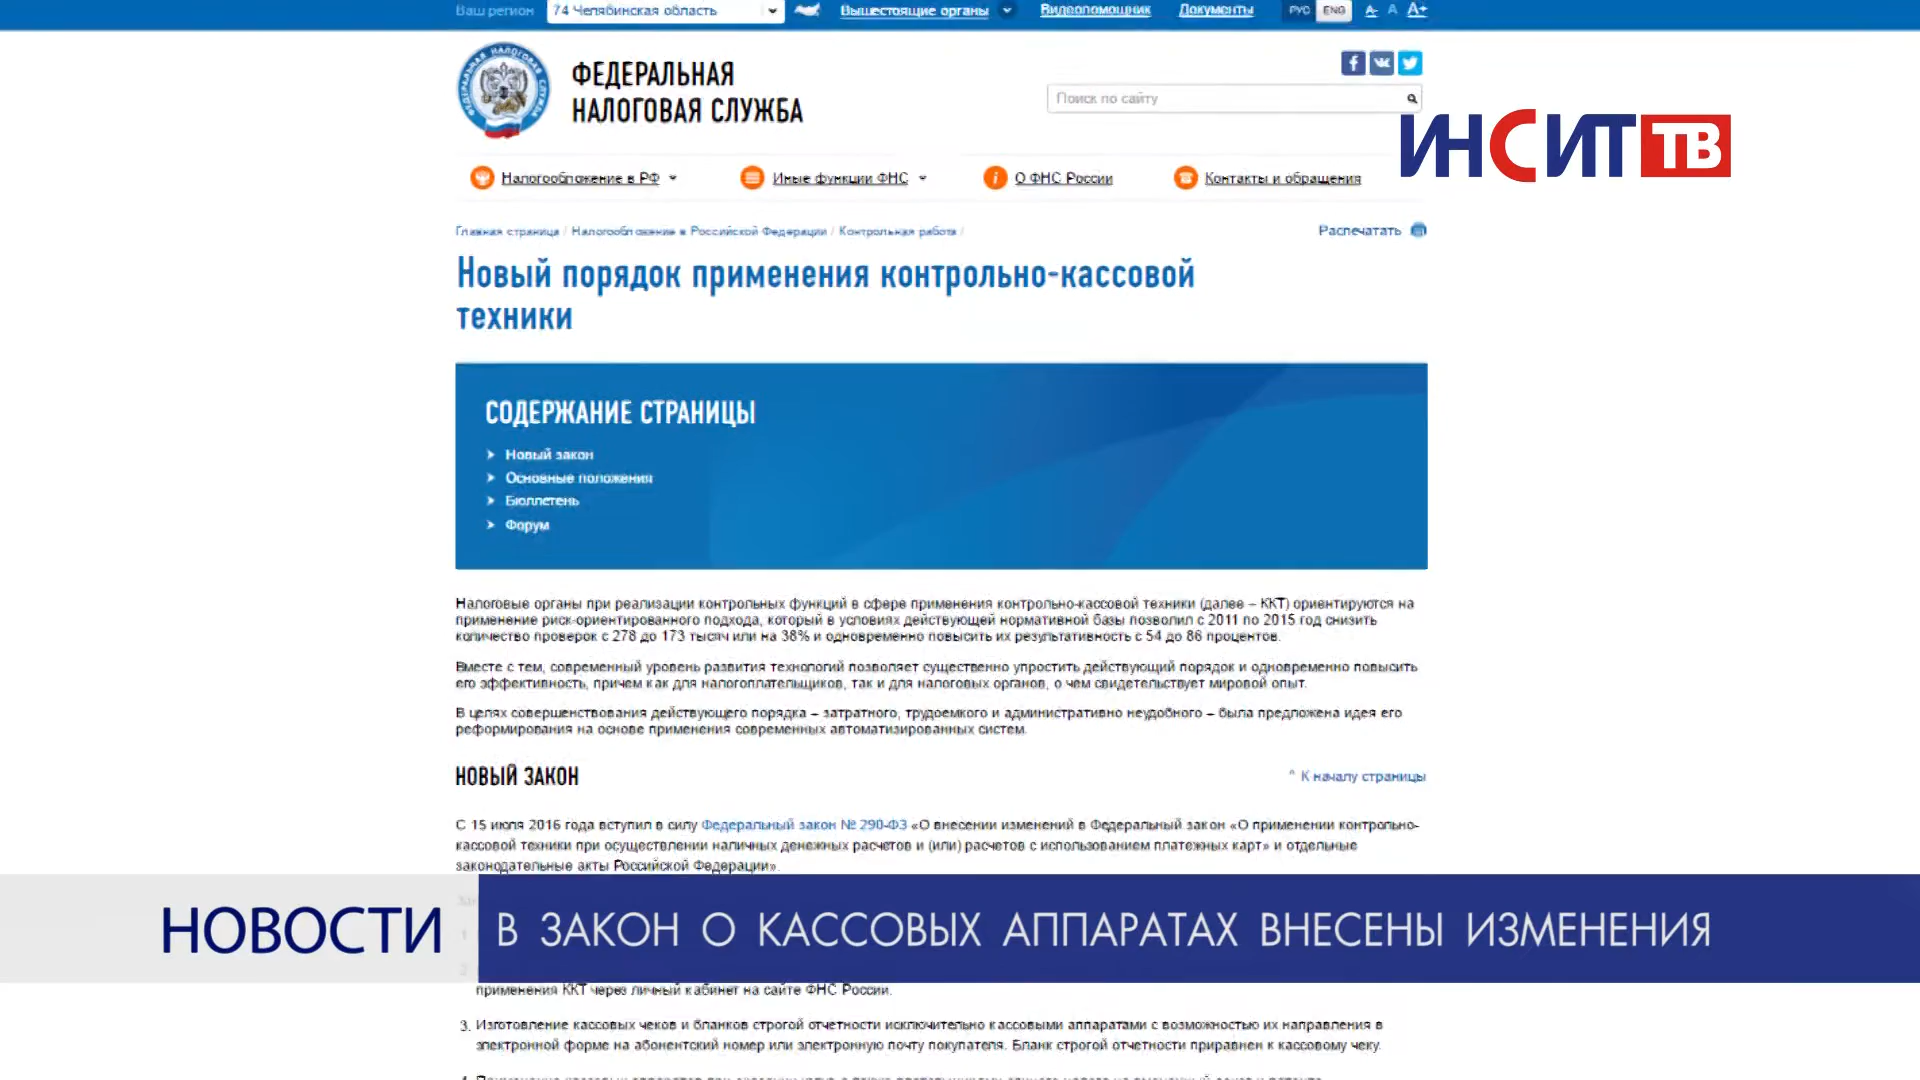 Ваш регион
74 Челябинская область
Вышестоящие органы
Видеопомощник
Документы
РУС
ENG
A-
A
A+
ФЕДЕРАЛЬНАЯ
НАЛОГОВАЯ СЛУЖБА
Поиск по сайту
ИНСИТ ТВ
Налогообложение в РФ
Иные функции ФНС
О ФНС России
Контакты и обращения
Главная страница / Налогообложение в Российской Федерации / Контрольная работа /
Распечатать
Новый порядок применения контрольно-кассовой
техники
СОДЕРЖАНИЕ СТРАНИЦЫ
Новый закон
Основные положения
Бюллетень
Форум
Налоговые органы при реализации контрольных функций в сфере применения контрольно-кассовой техники (далее – ККТ) ориентируются на
применение риск-ориентированного подхода, который в условиях действующей нормативной базы позволил с 2011 по 2015 год снизить
количество проверок с 278 до 173 тысяч или на 38% и одновременно повысить их результативность с 54 до 86 процентов.
Вместе с тем, современный уровень развития технологий позволяет существенно упростить действующий порядок и одновременно повысить
его эффективность, причем как для налогоплательщиков, так и для налоговых органов, о чем свидетельствует мировой опыт.
В целях совершенствования действующего порядка – затратного, трудоемкого и административно неудобного – была предложена идея его
реформирования на основе применения современных автоматизированных систем.
НОВЫЙ ЗАКОН
^ К началу страницы
С 15 июля 2016 года вступил в силу Федеральный закон № 290-ФЗ «О внесении изменений в Федеральный закон «О применении контрольно-
кассовой техники при осуществлении наличных денежных расчетов и (или) расчетов с использованием платежных карт» и отдельные
законодательные акты Российской Федерации».
НОВОСТИ
В ЗАКОН О КАССОВЫХ АППАРАТАХ ВНЕСЕНЫ ИЗМЕНЕНИЯ
применения ККТ через личный кабинет на сайте ФНС России.
3. Изготовление кассовых чеков и бланков строгой отчетности исключительно кассовыми аппаратами с возможностью их направления в
электронной форме на абонентский номер или электронную почту покупателя. Бланк строгой отчетности приравнен к кассовому чеку.